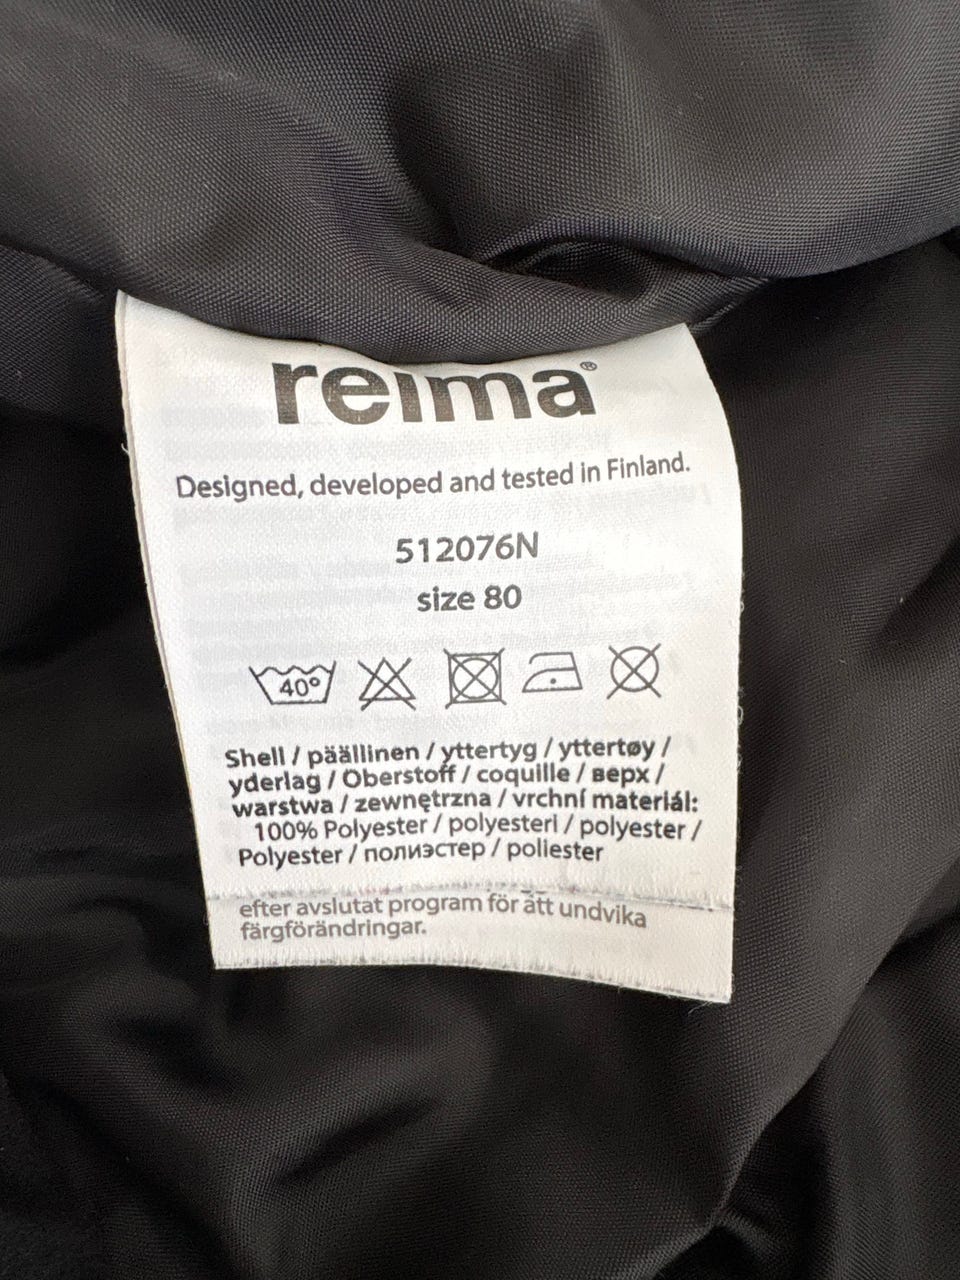 reima®
Designed, developed and tested in Finland.
512076N
size 80
40°
Shell / päällinen / yttertyg / yttertøy /
yderlag / Oberstoff / coquille / верх /
warstwa / zewnętrzna / vrchní materiál:
100% Polyester / polyesteri / polyester /
Polyester / полиэстер / poliester
efter avslutat program för att undvika
färgförändringar.